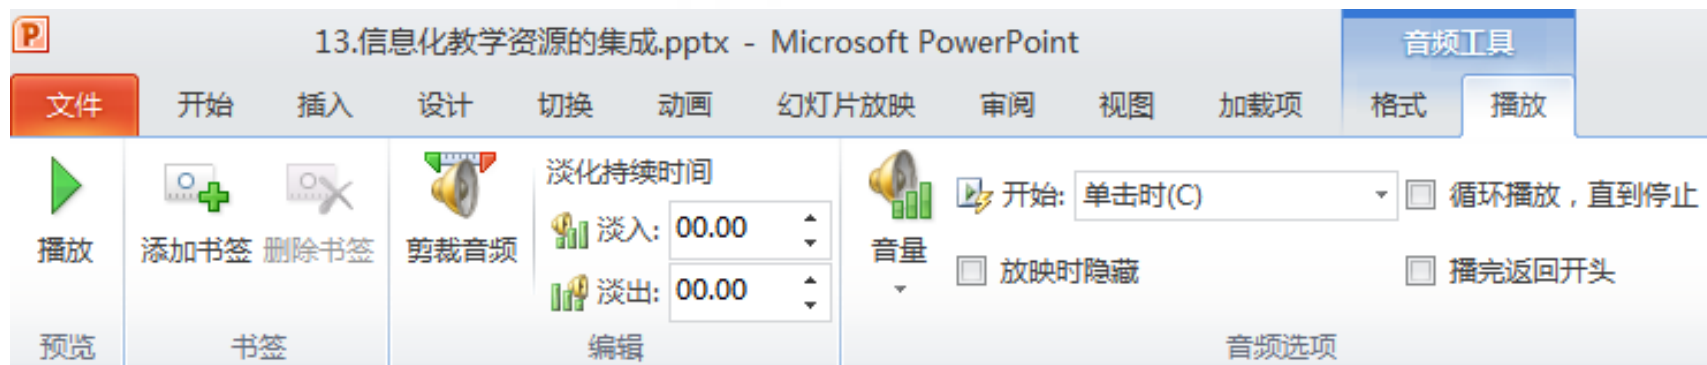 P 13.信息化教学资源的集成.pptx - Microsoft PowerPoint 音频工具
文件 开始 插入 设计 切换 动画 幻灯片放映 审阅 视图 加载项 格式 播放
淡化持续时间
开始: 单击时(C) 循环播放，直到停止
淡入: 00.00
播放 添加书签 删除书签 剪裁音频 音量
放映时隐藏 播完返回开头
淡出: 00.00
预览 书签 编辑 音频选项